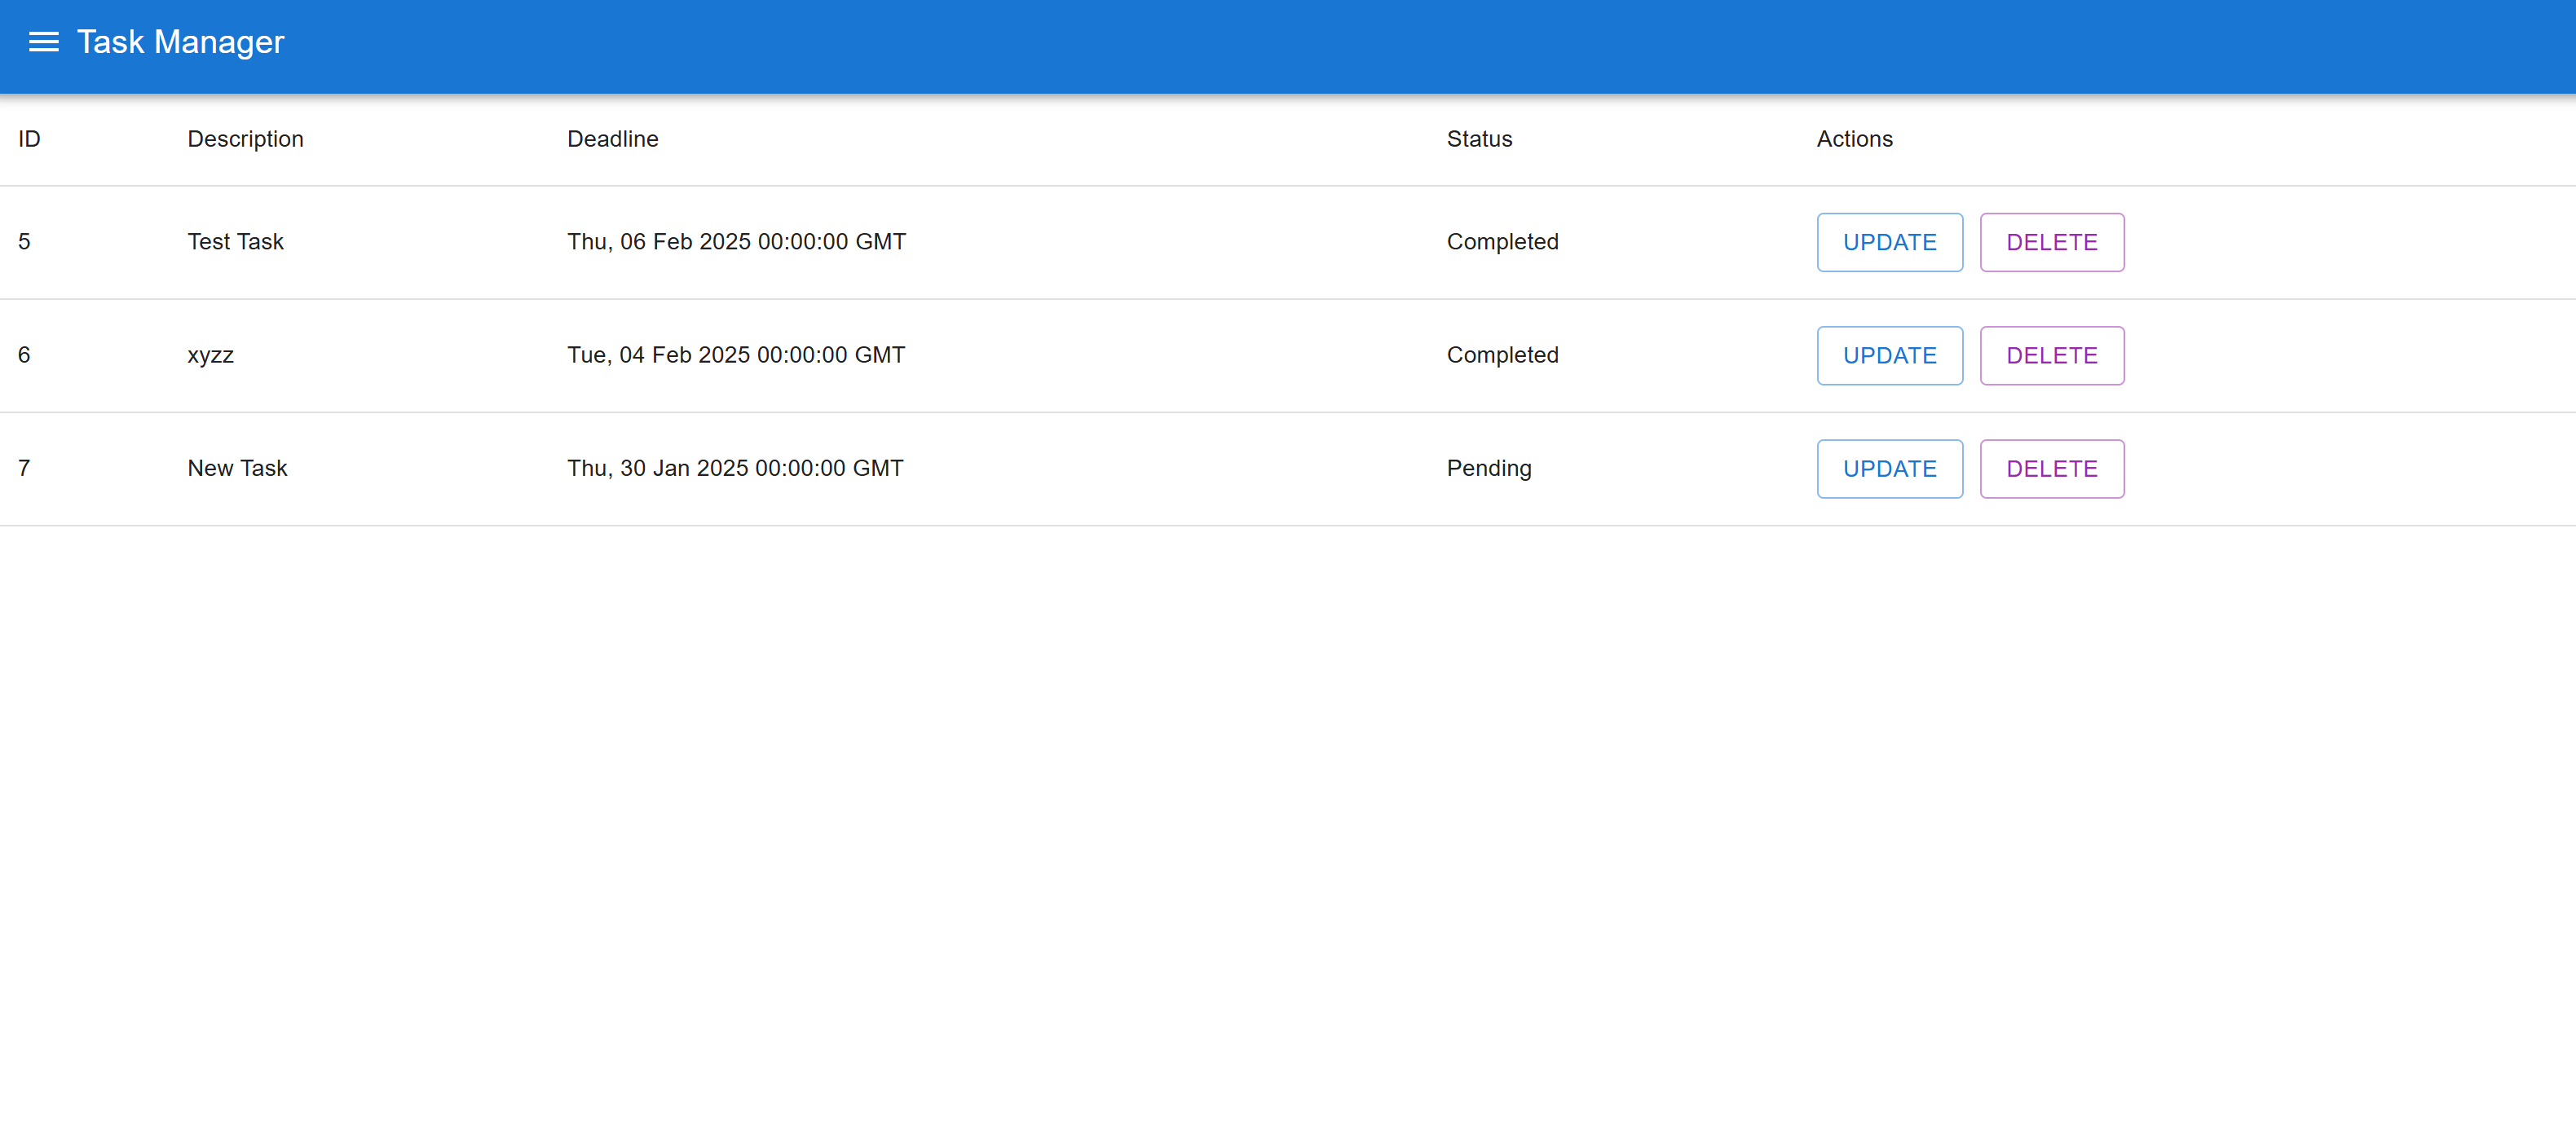 Task Manager
ID Description Deadline Status Actions
5 Test Task Thu, 06 Feb 2025 00:00:00 GMT Completed UPDATE DELETE
6 xyzz Tue, 04 Feb 2025 00:00:00 GMT Completed UPDATE DELETE
7 New Task Thu, 30 Jan 2025 00:00:00 GMT Pending UPDATE DELETE